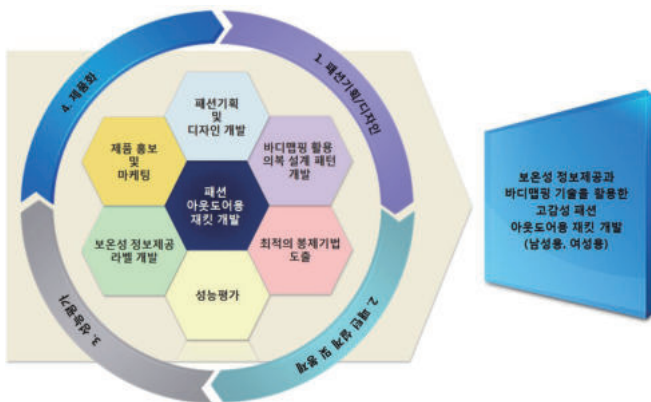 4. 제품화
1. 패션기획/디자인
패션기획
및
디자인 개발
제품 홍보
및
마케팅
바디맵핑 활용
의복 설계 패턴
개발
패션
아웃도어용
재킷 개발
보온성 정보제공
라벨 개발
최적의 봉제기법
도출
성능평가
3. 성능평가
2. 패턴 설계 및 봉제
보온성 정보제공과
바디맵핑 기술을 활용한
고감성 패션
아웃도어용 재킷 개발
(남성용, 여성용)